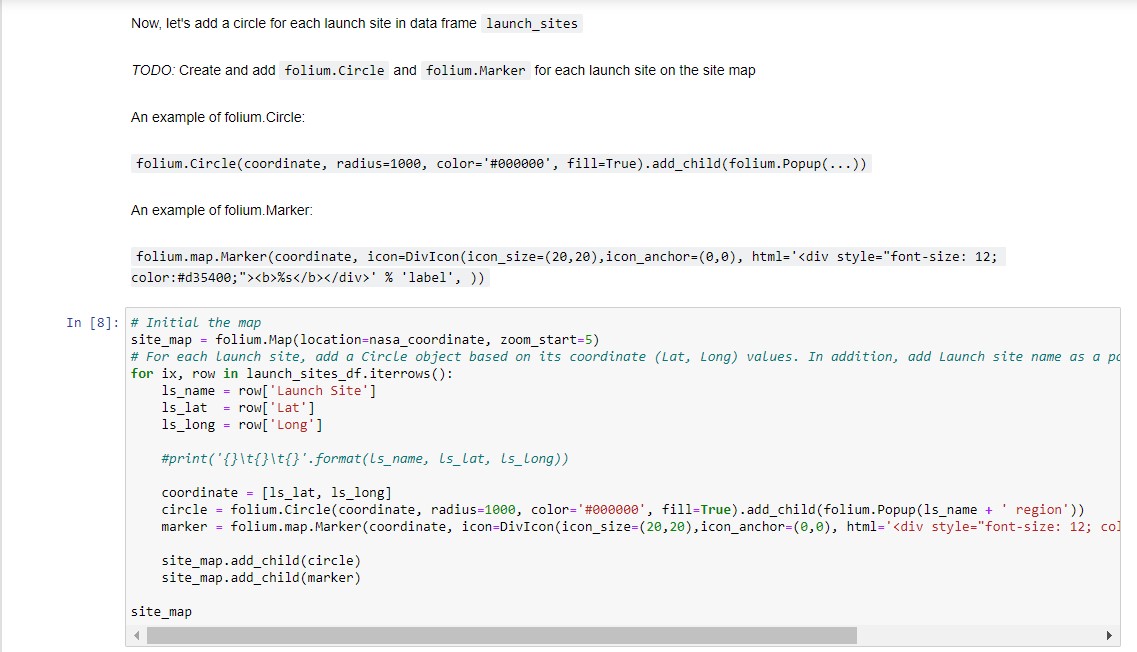 Now, let's add a circle for each launch site in data frame launch_sites
TODO: Create and add folium.Circle and folium.Marker for each launch site on the site map
An example of folium.Circle:
folium.Circle(coordinate, radius=1000, color='#000000', fill=True).add_child(folium.Popup(...))
An example of folium.Marker:
folium.map.Marker(coordinate, icon=DivIcon(icon_size=(20,20),icon_anchor=(0,0), html='<div style="font-size: 12;
color:#d35400;"><b>%s</b></div>' % 'label', ))
In [8]: # Initial the map
site_map = folium.Map(location=nasa_coordinate, zoom_start=5)
# For each launch site, add a Circle object based on its coordinate (Lat, Long) values. In addition, add Launch site name as a
for ix, row in launch_sites_df.iterrows():
    ls_name = row['Launch Site']
    ls_lat  = row['Lat']
    ls_long = row['Long']
    #print('{}\t{}\t{}'.format(ls_name, ls_lat, ls_long))
    coordinate = [ls_lat, ls_long]
    circle = folium.Circle(coordinate, radius=1000, color='#000000', fill=True).add_child(folium.Popup(ls_name + ' region'))
    marker = folium.map.Marker(coordinate, icon=DivIcon(icon_size=(20,20),icon_anchor=(0,0), html='<div style="font-size: 12;
    site_map.add_child(circle)
    site_map.add_child(marker)
site_map